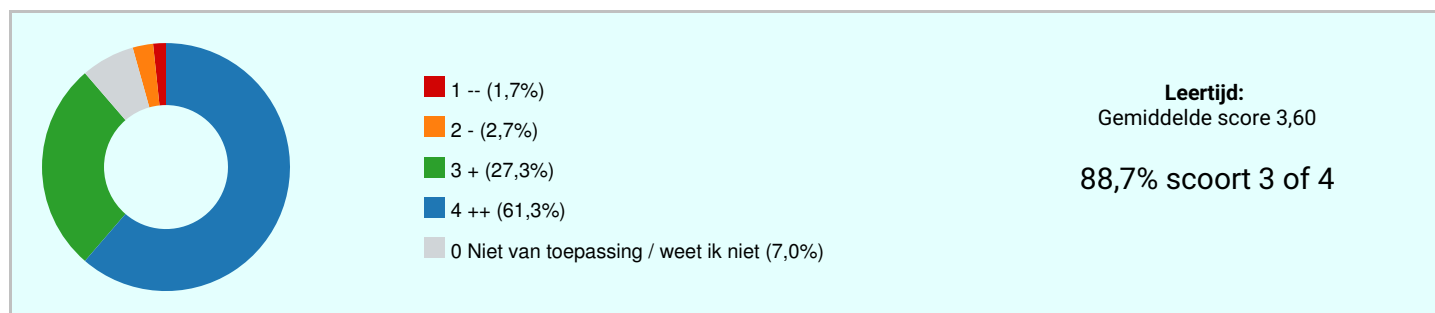 1 -- (1,7%)
2 - (2,7%)
3 + (27,3%)
4 ++ (61,3%)
0 Niet van toepassing / weet ik niet (7,0%)
Leertijd:
Gemiddelde score 3,60
88,7% scoort 3 of 4